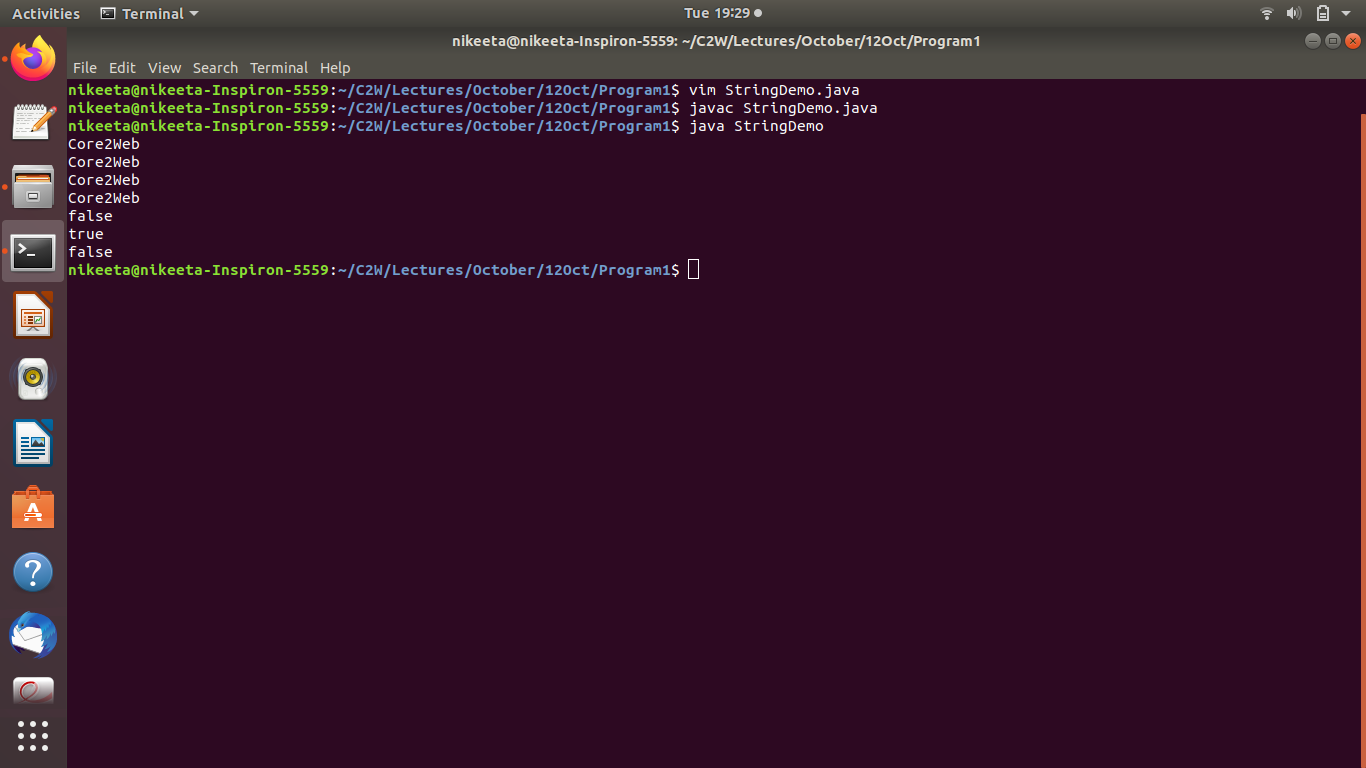 Activities Terminal Tue 19:29
nikeeta@nikeeta-Inspiron-5559: ~/C2W/Lectures/October/12Oct/Program1
File Edit View Search Terminal Help
nikeeta@nikeeta-Inspiron-5559:~/C2W/Lectures/October/12Oct/Program1$ vim StringDemo.java
nikeeta@nikeeta-Inspiron-5559:~/C2W/Lectures/October/12Oct/Program1$ javac StringDemo.java
nikeeta@nikeeta-Inspiron-5559:~/C2W/Lectures/October/12Oct/Program1$ java StringDemo
Core2Web
Core2Web
Core2Web
Core2Web
false
true
false
nikeeta@nikeeta-Inspiron-5559:~/C2W/Lectures/October/12Oct/Program1$